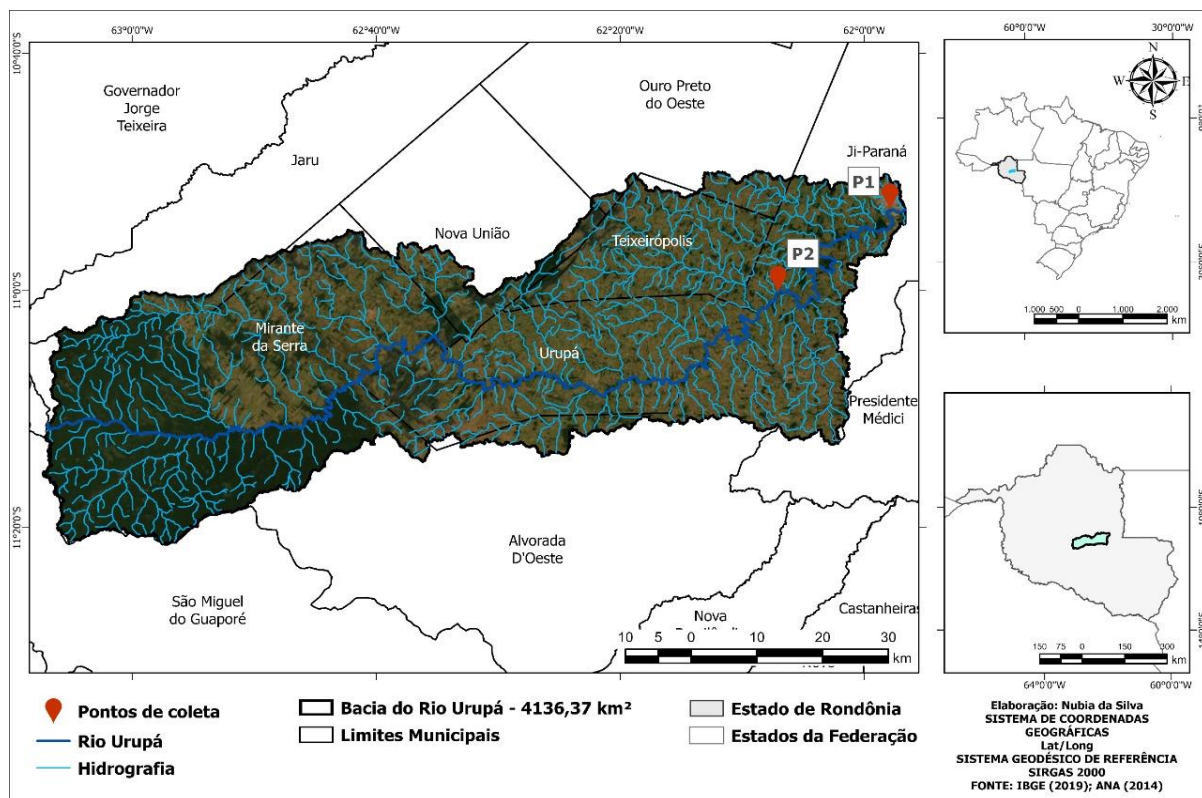 63°0'0"W
62°40'0"W
62°20'0"W
62°0'0"W
10°40'0"S
11°0'0"S
11°20'0"S
Governador
Jorge
Teixeira
Jaru
Ouro Preto
do Oeste
Ji-Paraná
P1
Nova União
Teixeirópolis
P2
Mirante
da Serra
Urupá
Presidente
Médici
Alvorada
D'Oeste
São Miguel
do Guaporé
Nova
Castanheiras
10 5 0 10 20 30
km
60°0'0"W
30°0'0"W
N
W E
S
1.000 500 0 1.000 2.000
km
150 75 0 150 300
km
64°0'0"W
60°0'0"W
Pontos de coleta
Rio Urupá
Hidrografia
Bacia do Rio Urupá - 4136,37 km²
Limites Municipais
Estado de Rondônia
Estados da Federação
Elaboração: Nubia da Silva
SISTEMA DE COORDENADAS
GEOGRÁFICAS
Lat/Long
SISTEMA GEODÉSICO DE REFERÊNCIA
SIRGAS 2000
FONTE: IBGE (2019); ANA (2014)